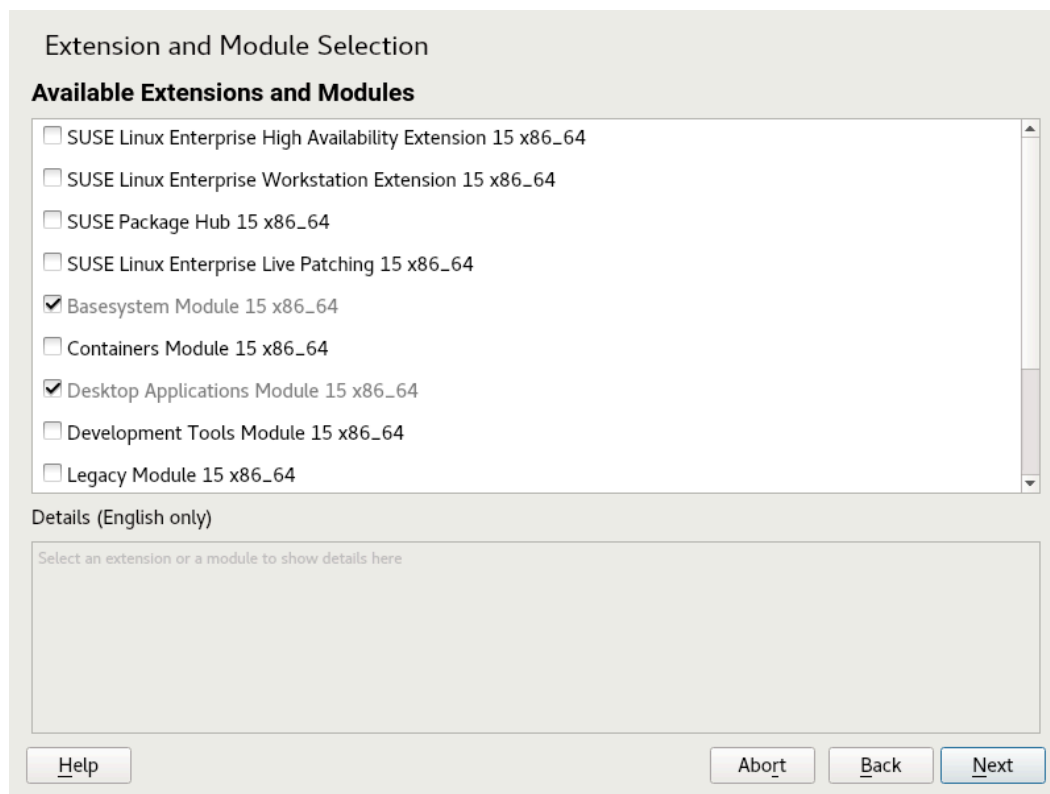 Extension and Module Selection
Available Extensions and Modules
SUSE Linux Enterprise High Availability Extension 15 x86_64
SUSE Linux Enterprise Workstation Extension 15 x86_64
SUSE Package Hub 15 x86_64
SUSE Linux Enterprise Live Patching 15 x86_64
Basesystem Module 15 x86_64
Containers Module 15 x86_64
Desktop Applications Module 15 x86_64
Development Tools Module 15 x86_64
Legacy Module 15 x86_64
Details (English only)
Select an extension or a module to show details here
Help Abort Back Next